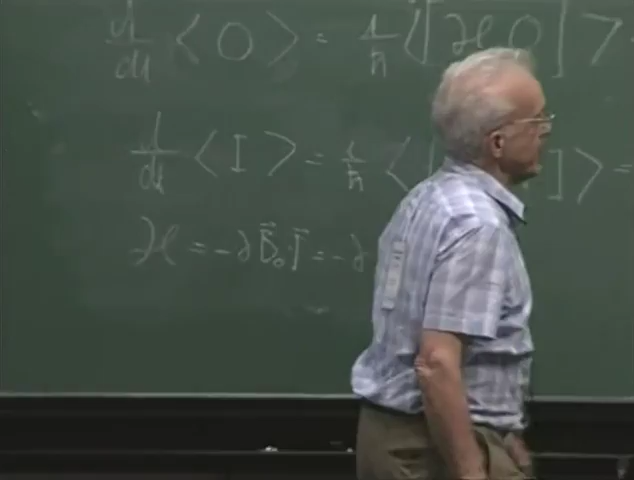 d/dt <O> = i/ħ <[ℋ O]>
d/dt <I> = i/ħ <[ ]> =
ℋ = -γ B⃗₀·I⃗ = -γ